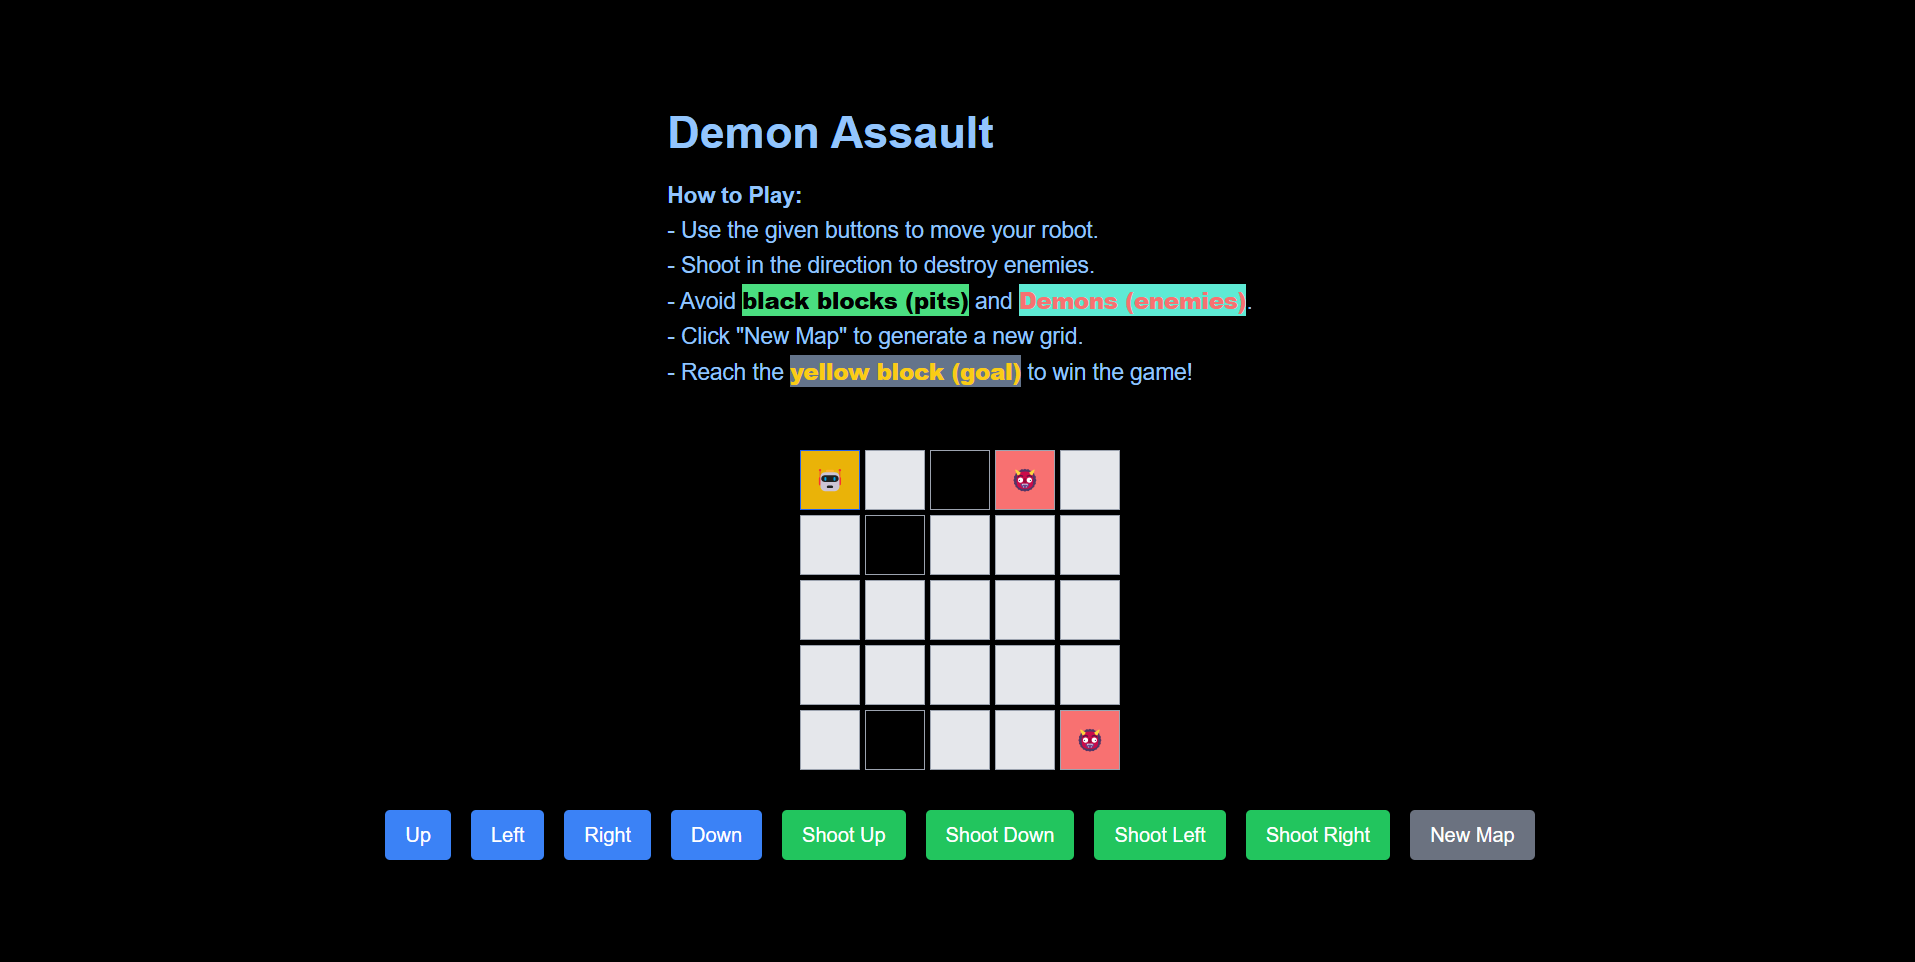 Demon Assault
How to Play:
- Use the given buttons to move your robot.
- Shoot in the direction to destroy enemies.
- Avoid black blocks (pits) and Demons (enemies).
- Click "New Map" to generate a new grid.
- Reach the yellow block (goal) to win the game!
Up Left Right Down Shoot Up Shoot Down Shoot Left Shoot Right New Map